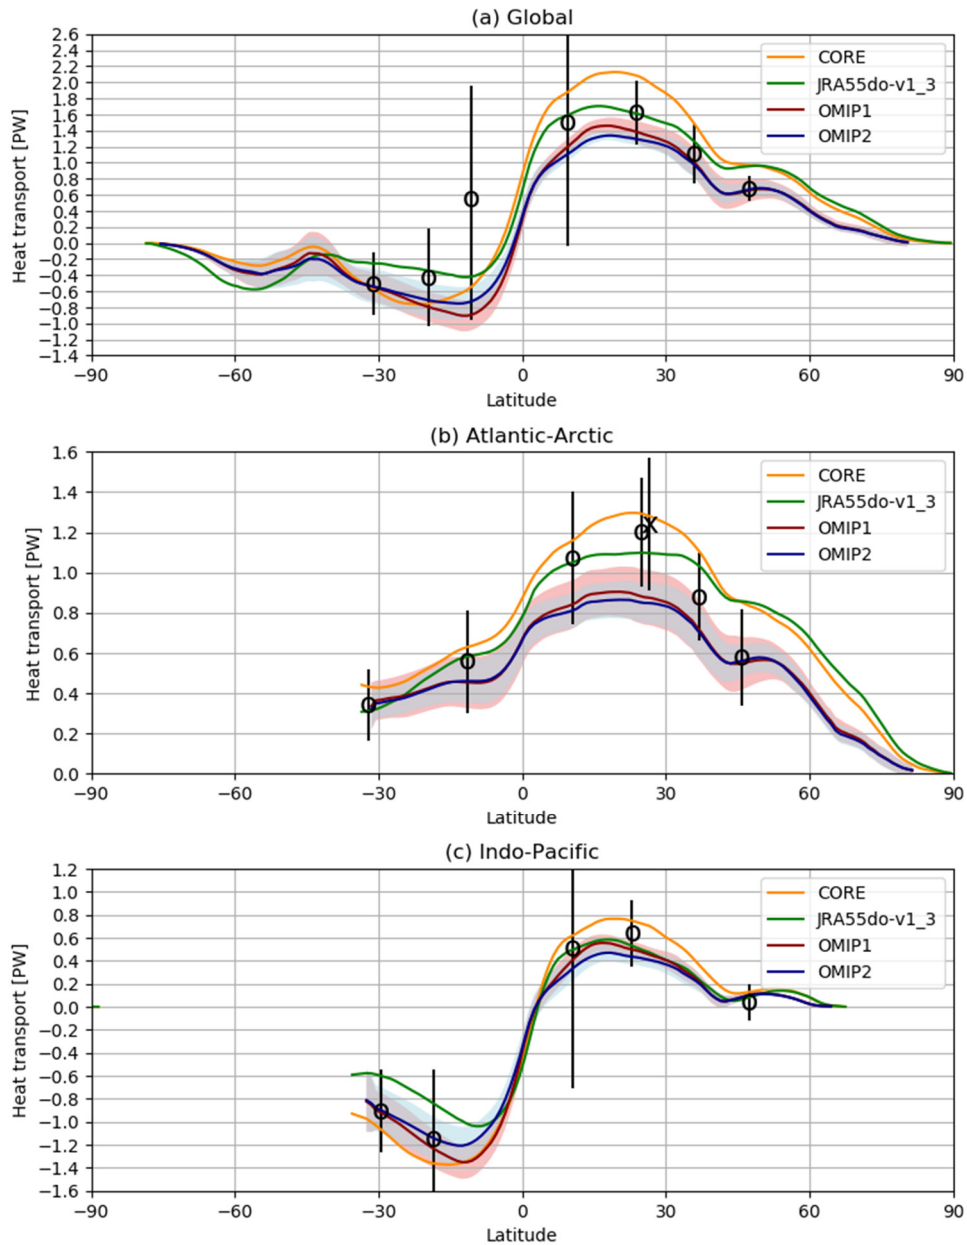 (a) Global
Heat transport [PW]
2.6
2.4
2.2
2.0
1.8
1.6
1.4
1.2
1.0
0.8
0.6
0.4
0.2
0.0
−0.2
−0.4
−0.6
−0.8
−1.0
−1.2
−1.4
CORE
JRA55do-v1_3
OMIP1
OMIP2
−90 −60 −30 0 30 60 90
Latitude
(b) Atlantic-Arctic
Heat transport [PW]
1.6
1.4
1.2
1.0
0.8
0.6
0.4
0.2
0.0
CORE
JRA55do-v1_3
OMIP1
OMIP2
X
−90 −60 −30 0 30 60 90
Latitude
(c) Indo-Pacific
Heat transport [PW]
1.2
1.0
0.8
0.6
0.4
0.2
0.0
−0.2
−0.4
−0.6
−0.8
−1.0
−1.2
−1.4
−1.6
CORE
JRA55do-v1_3
OMIP1
OMIP2
−90 −60 −30 0 30 60 90
Latitude